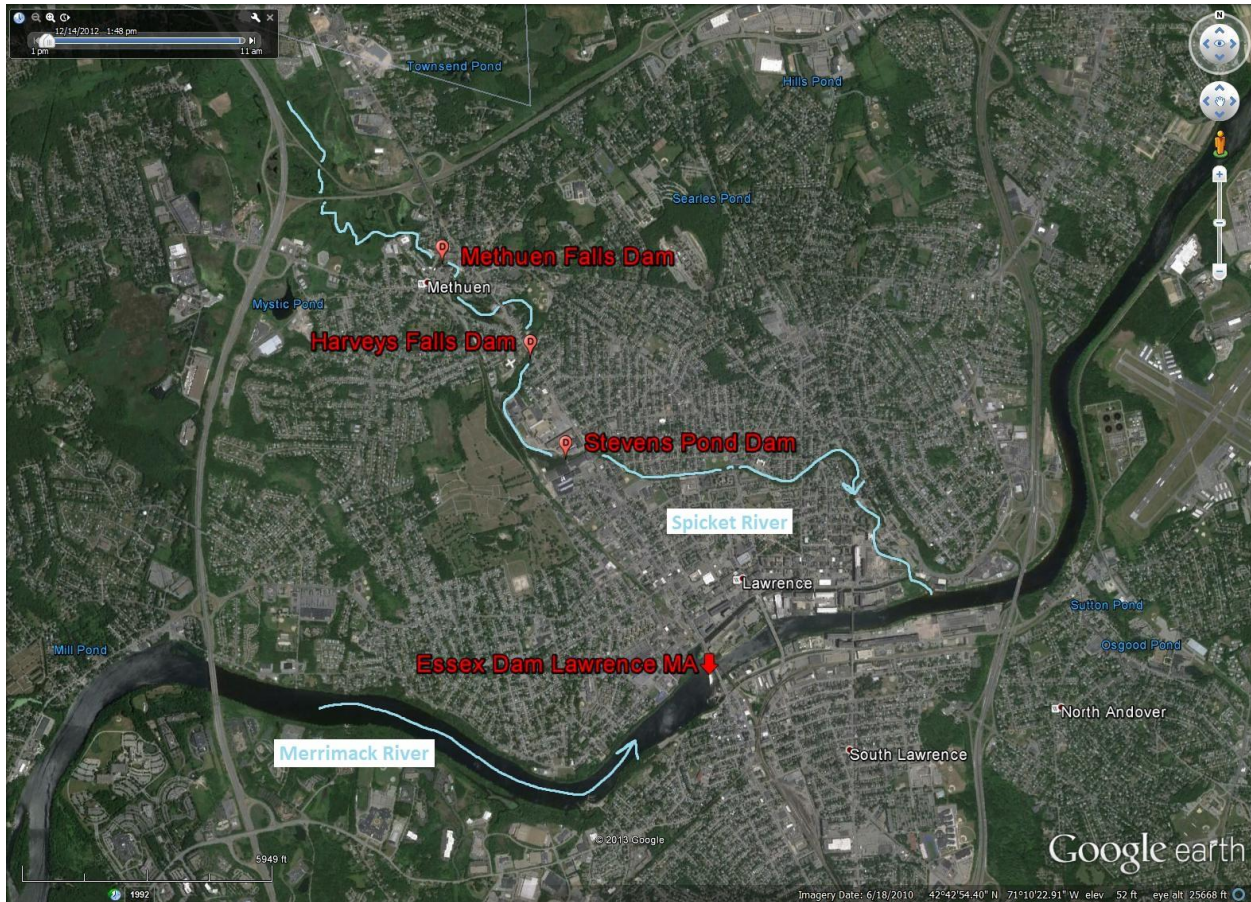 12/14/2012 1:48 pm
1 pm
11 am
N
Townsend Pond
Hills Pond
Searles Pond
D
Methuen Falls Dam
Methuen
Mystic Pond
Harveys Falls Dam
D
D
Stevens Pond Dam
Spicket River
Lawrence
Sutton Pond
Osgood Pond
Mill Pond
Essex Dam Lawrence MA
North Andover
Merrimack River
South Lawrence
© 2013 Google
Google earth
5949 ft
1992
Imagery Date: 6/18/2010 42°42'54.40" N 71°10'22.91" W elev 52 ft eye alt 25668 ft